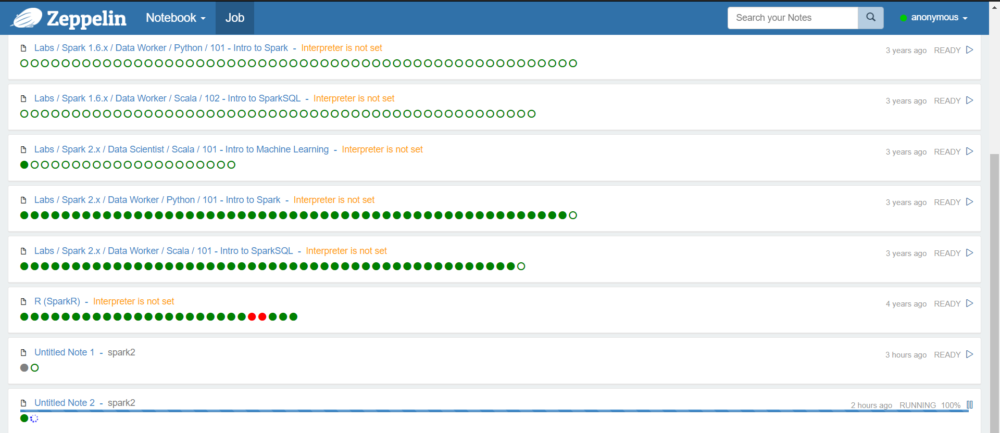 Zeppelin Notebook Job Search your Notes anonymous
Labs / Spark 1.6.x / Data Worker / Python / 101 - Intro to Spark - Interpreter is not set 3 years ago READY
Labs / Spark 1.6.x / Data Worker / Scala / 102 - Intro to SparkSQL - Interpreter is not set 3 years ago READY
Labs / Spark 2.x / Data Scientist / Scala / 101 - Intro to Machine Learning - Interpreter is not set 3 years ago READY
Labs / Spark 2.x / Data Worker / Python / 101 - Intro to Spark - Interpreter is not set 3 years ago READY
Labs / Spark 2.x / Data Worker / Scala / 101 - Intro to SparkSQL - Interpreter is not set 3 years ago READY
R (SparkR) - Interpreter is not set 4 years ago READY
Untitled Note 1 - spark2 3 hours ago READY
Untitled Note 2 - spark2 2 hours ago RUNNING 100%